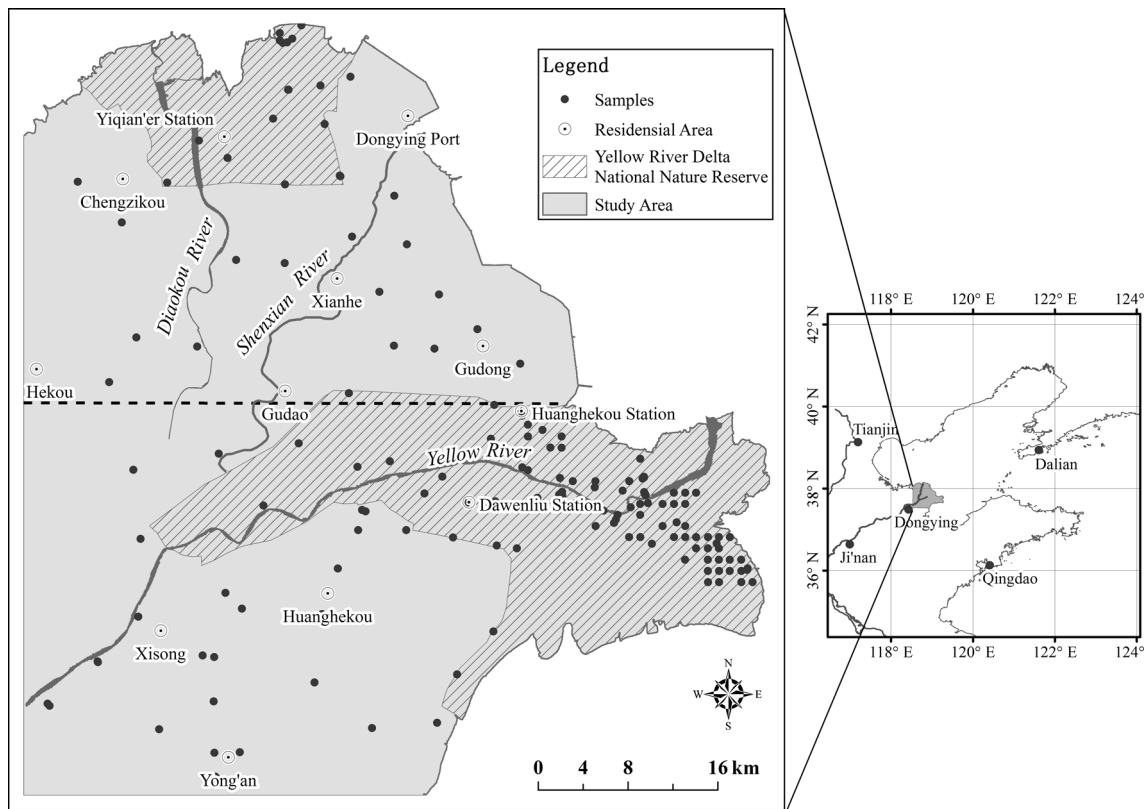 Legend
Samples
Residensial Area
Yellow River Delta
National Nature Reserve
Study Area
Yiqian'er Station
Dongying Port
Chengzikou
Diaokou River
Shenxian River
Xianhe
Gudong
Hekou
Gudao
Huanghekou Station
Yellow River
Dawenliu Station
Huanghekou
Xisong
Yong'an
N
W
E
S
0 4 8 16 km
118° E 120° E 122° E 124° E
42° N
40° N
38° N
36° N
Tianjin
Dalian
Dongying
Ji'nan
Qingdao
118° E 120° E 122° E 124° E